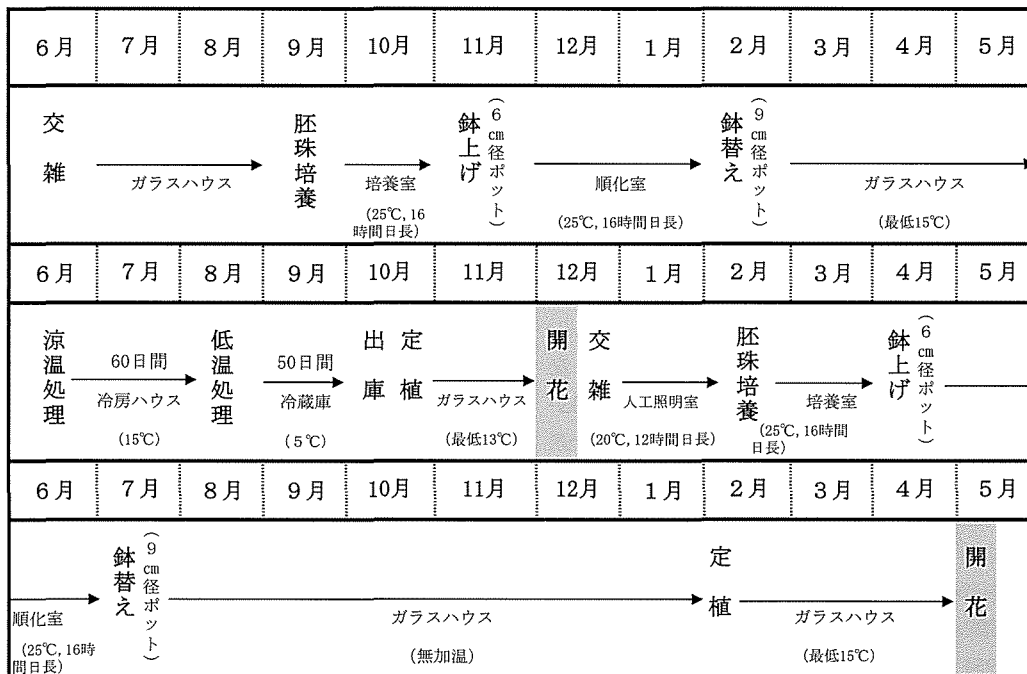 6月 7月 8月 9月 10月 11月 12月 1月 2月 3月 4月 5月
交雑
ガラスハウス
胚珠培養
培養室
(25℃, 16時間日長)
鉢上げ
(6㎝径ポット)
順化室
(25℃, 16時間日長)
鉢替え
(9㎝径ポット)
ガラスハウス
(最低15℃)
6月 7月 8月 9月 10月 11月 12月 1月 2月 3月 4月 5月
涼温処理
60日間
冷房ハウス
(15℃)
低温処理
50日間
冷蔵庫
(5℃)
出庫
定植
ガラスハウス
(最低13℃)
開花
交雑
人工照明室
(20℃, 12時間日長)
胚珠培養
培養室
(25℃, 16時間日長)
鉢上げ
(6㎝径ポット)
6月 7月 8月 9月 10月 11月 12月 1月 2月 3月 4月 5月
順化室
(25℃, 16時間日長)
鉢替え
(9㎝径ポット)
ガラスハウス
(無加温)
定植
ガラスハウス
(最低15℃)
開花